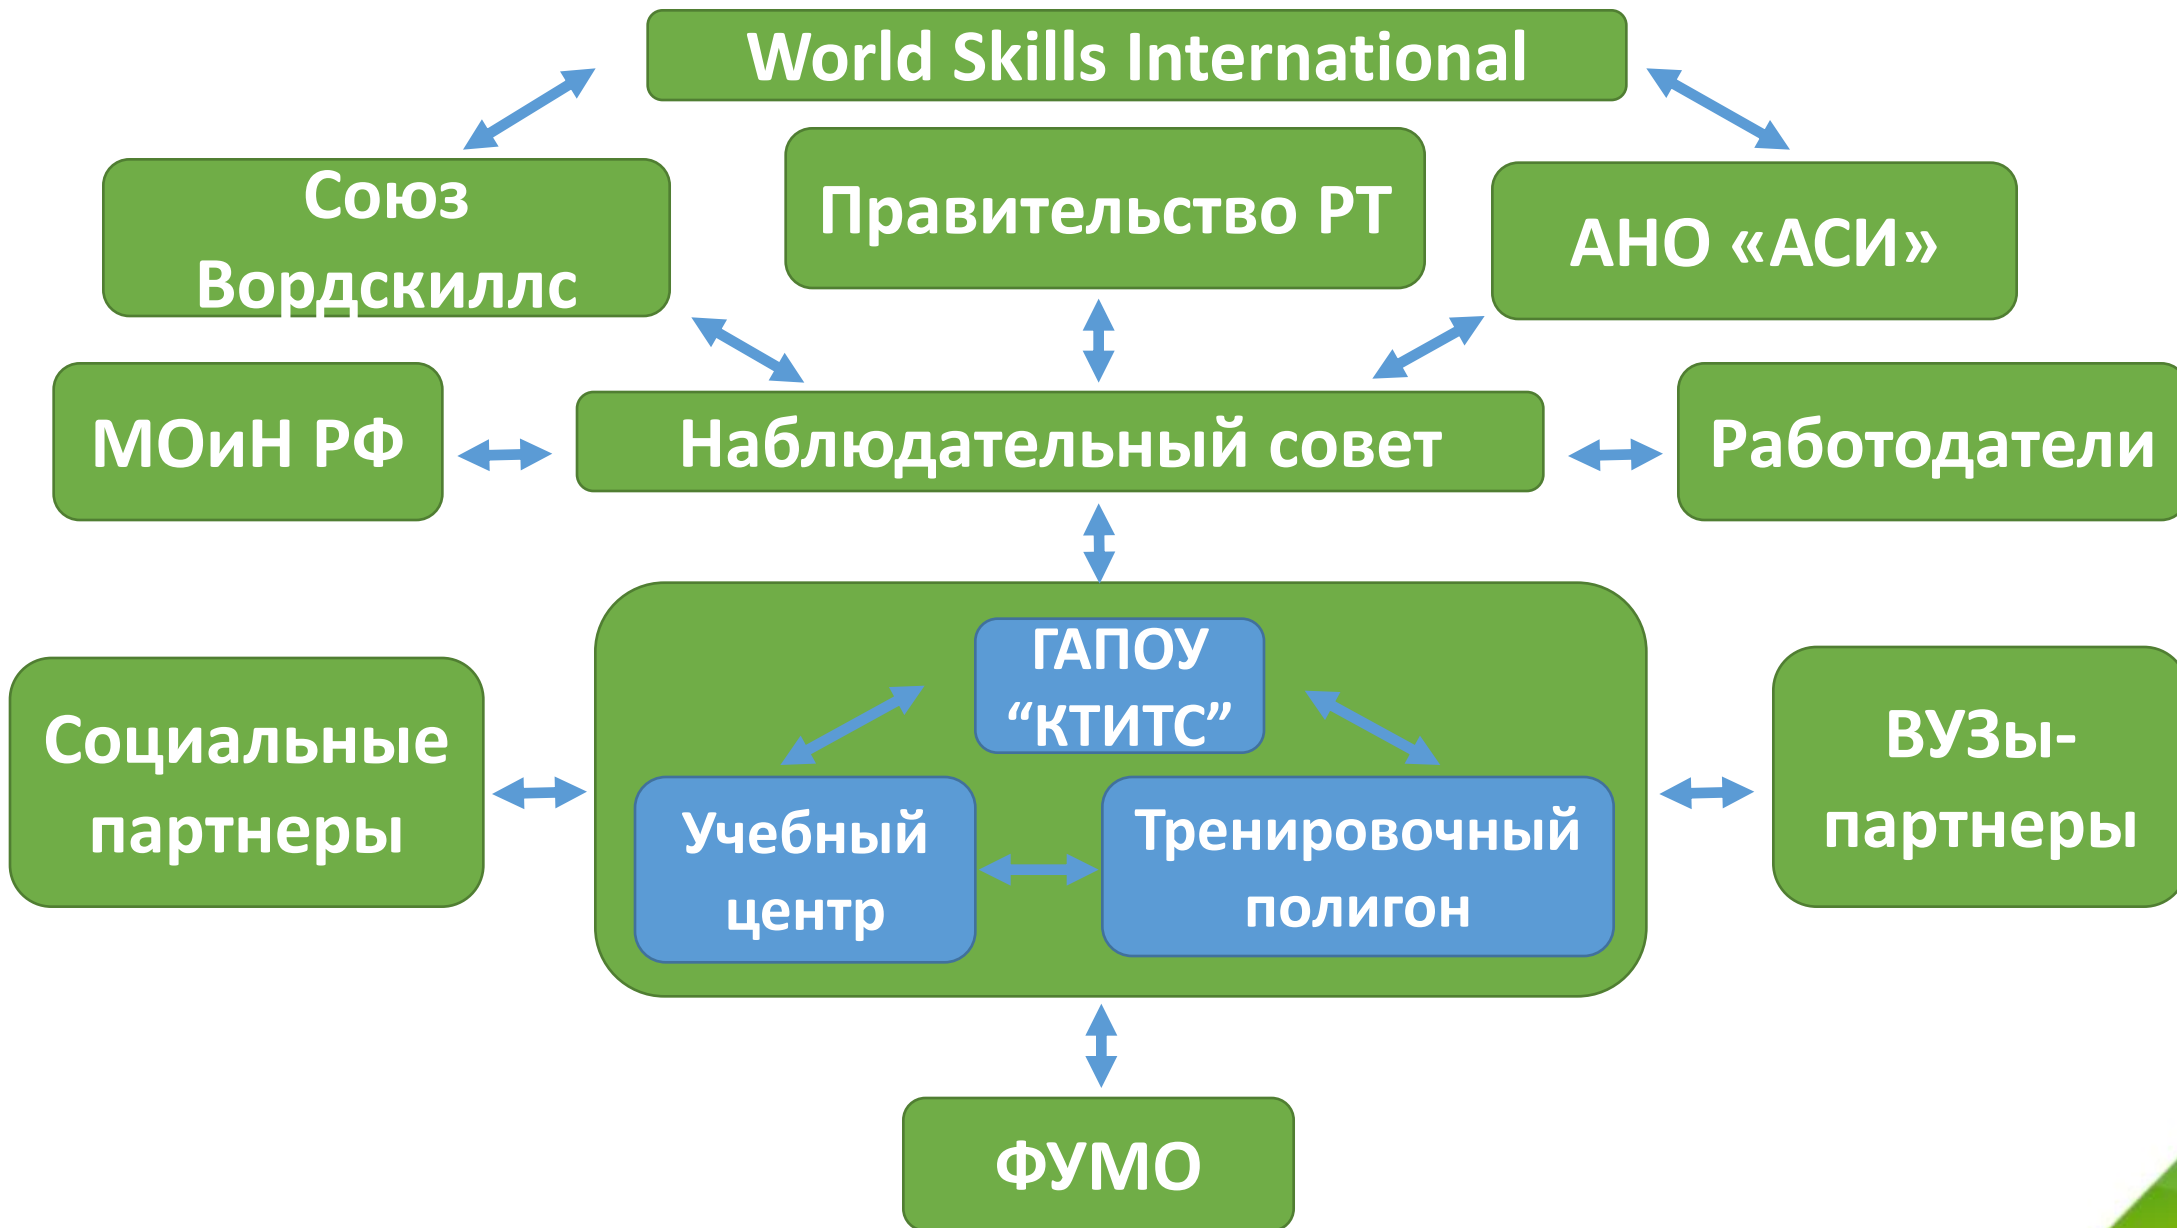 World Skills International
Союз
Вордскиллс
Правительство РТ
АНО «АСИ»
МОиН РФ
Наблюдательный совет
Работодатели
Социальные
партнеры
ГАПОУ
“КТИТС”
Учебный
центр
Тренировочный
полигон
ВУЗы-
партнеры
ФУМО